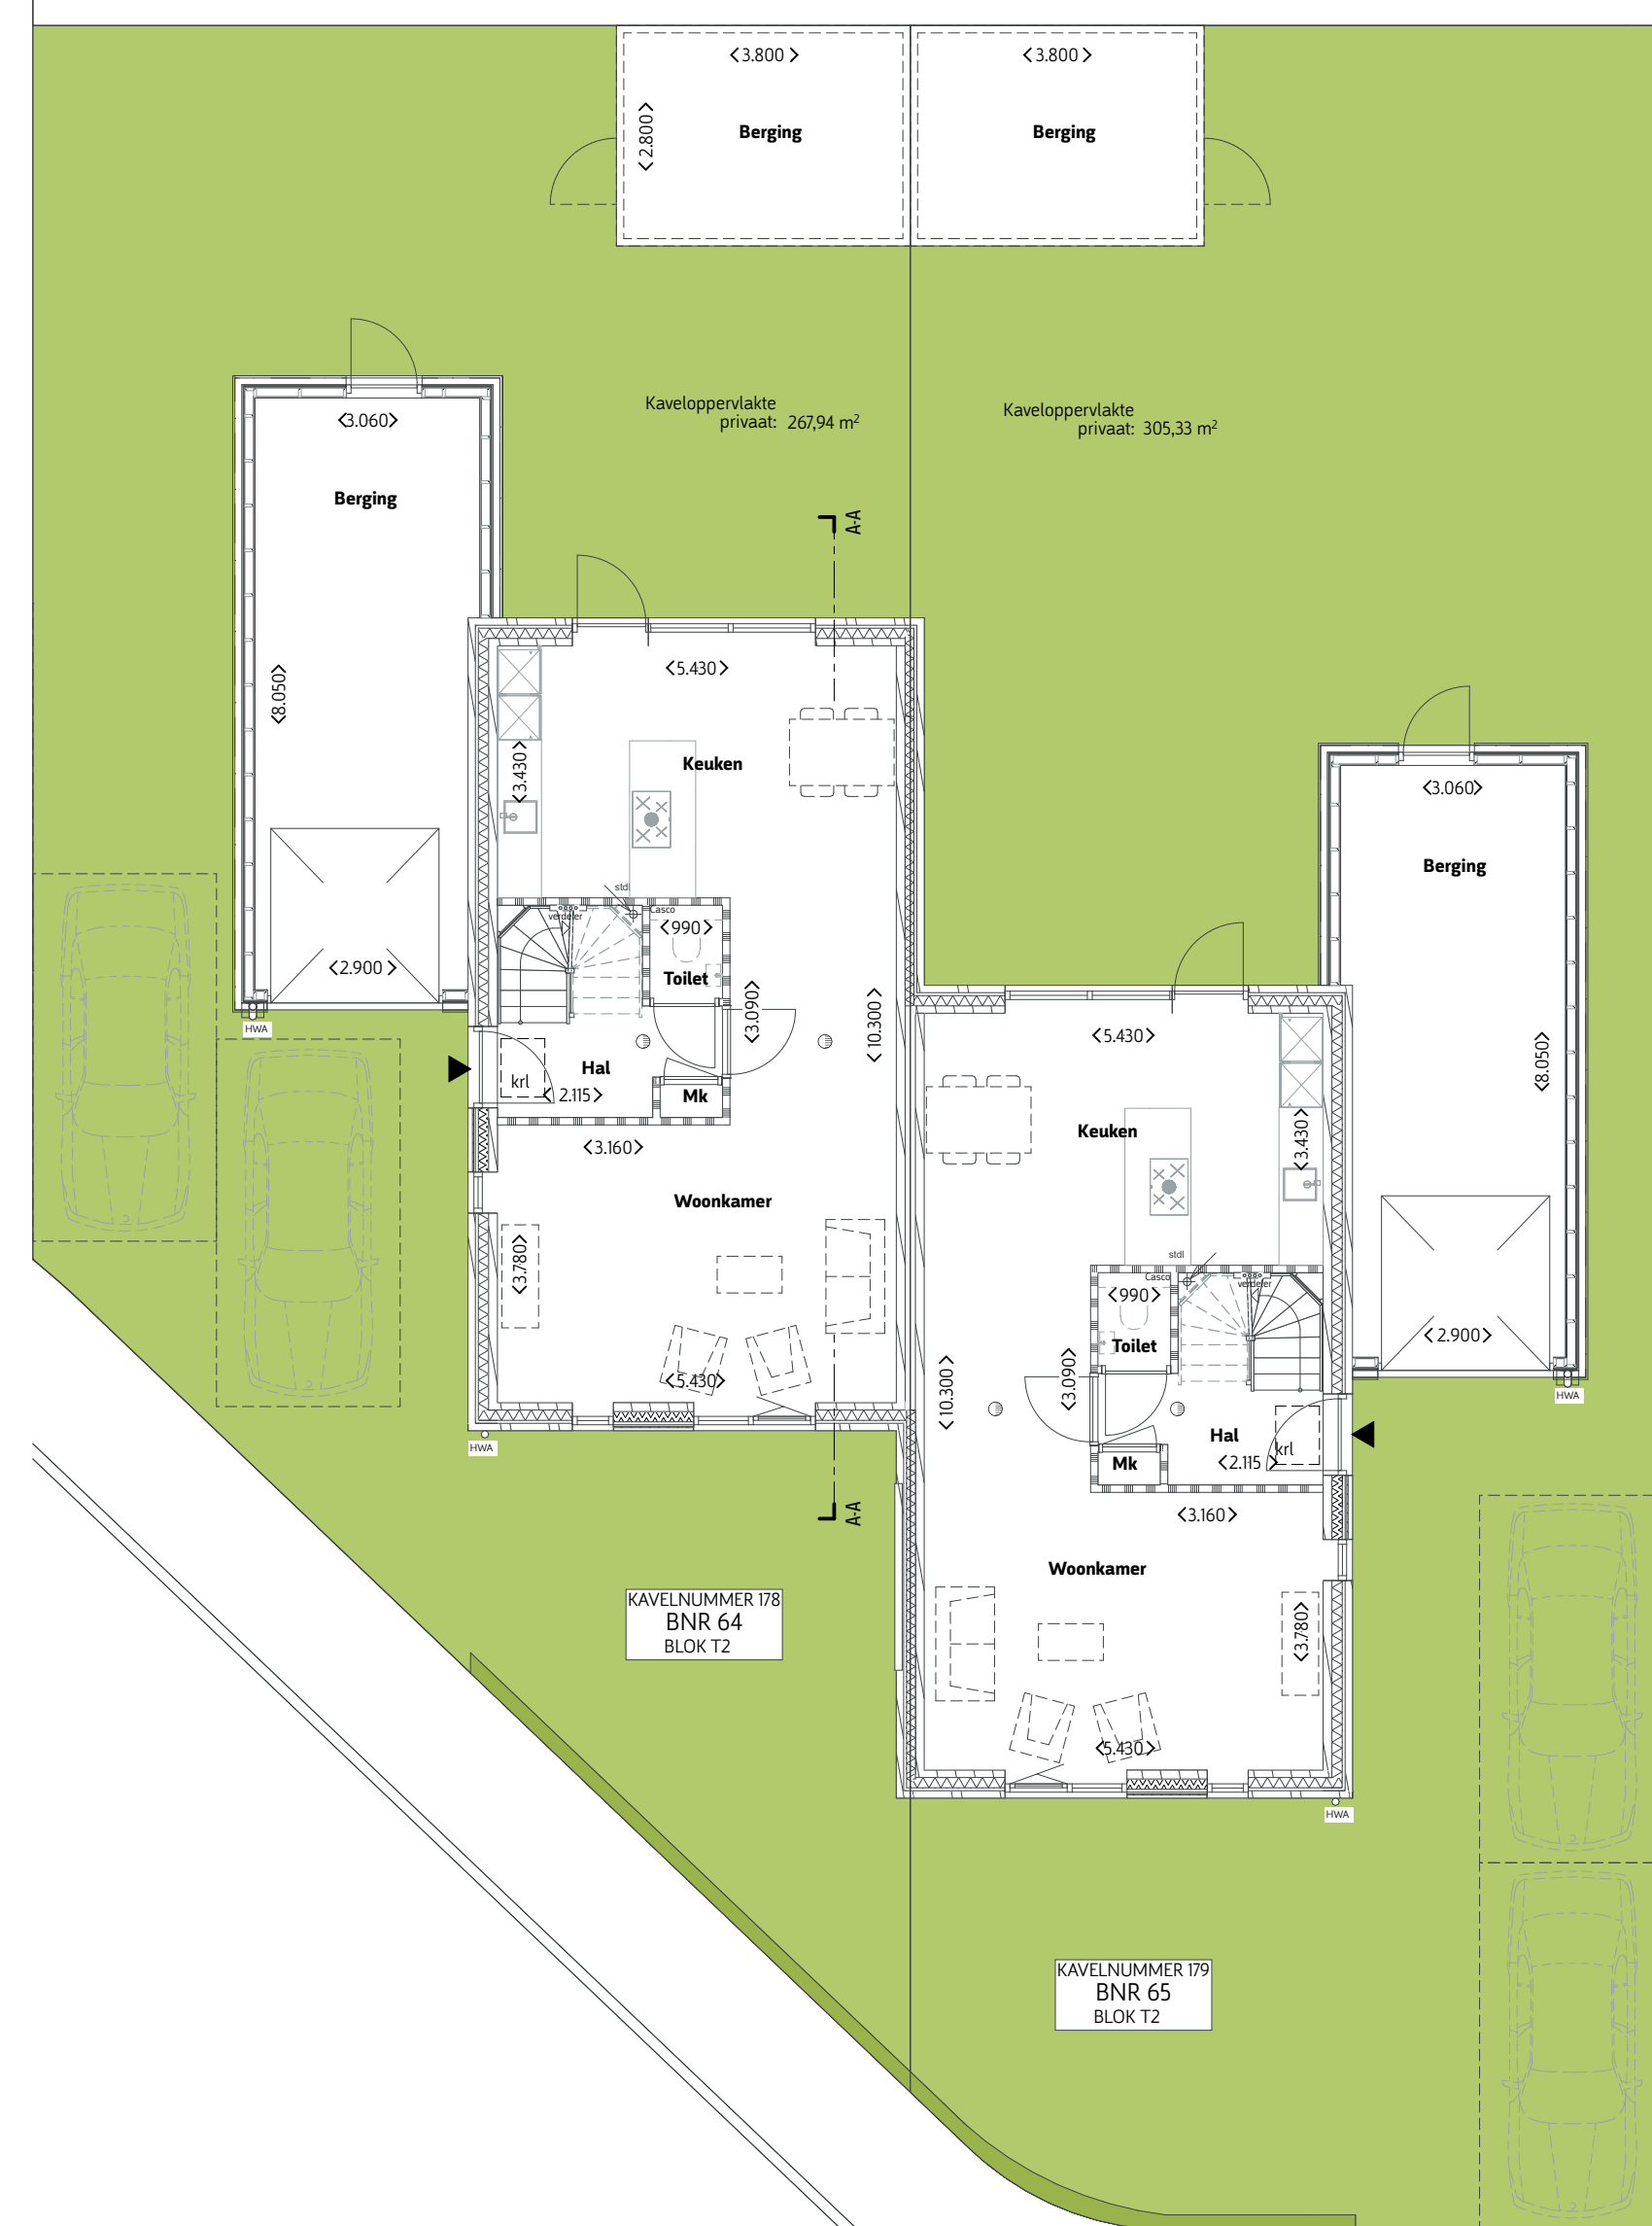 3.800
3.800
2.800
Berging
Berging
Kaveloppervlakte
privaat: 267,94 m²
Kaveloppervlakte
privaat: 305,33 m²
3.060
Berging
8.050
2.900
HWA
A-A
5.430
Keuken
3.430
stdl
verdeler
Casco
990
Toilet
3.090
10.300
Hal
krl
2.115
Mk
3.160
Woonkamer
3.780
5.430
HWA
A-A
3.060
Berging
8.050
2.900
HWA
5.430
Keuken
3.430
stdl
Casco
verdeler
990
Toilet
3.090
10.300
Hal
krl
2.115
Mk
3.160
Woonkamer
3.780
5.430
HWA
KAVELNUMMER 178
BNR 64
BLOK T2
KAVELNUMMER 179
BNR 65
BLOK T2